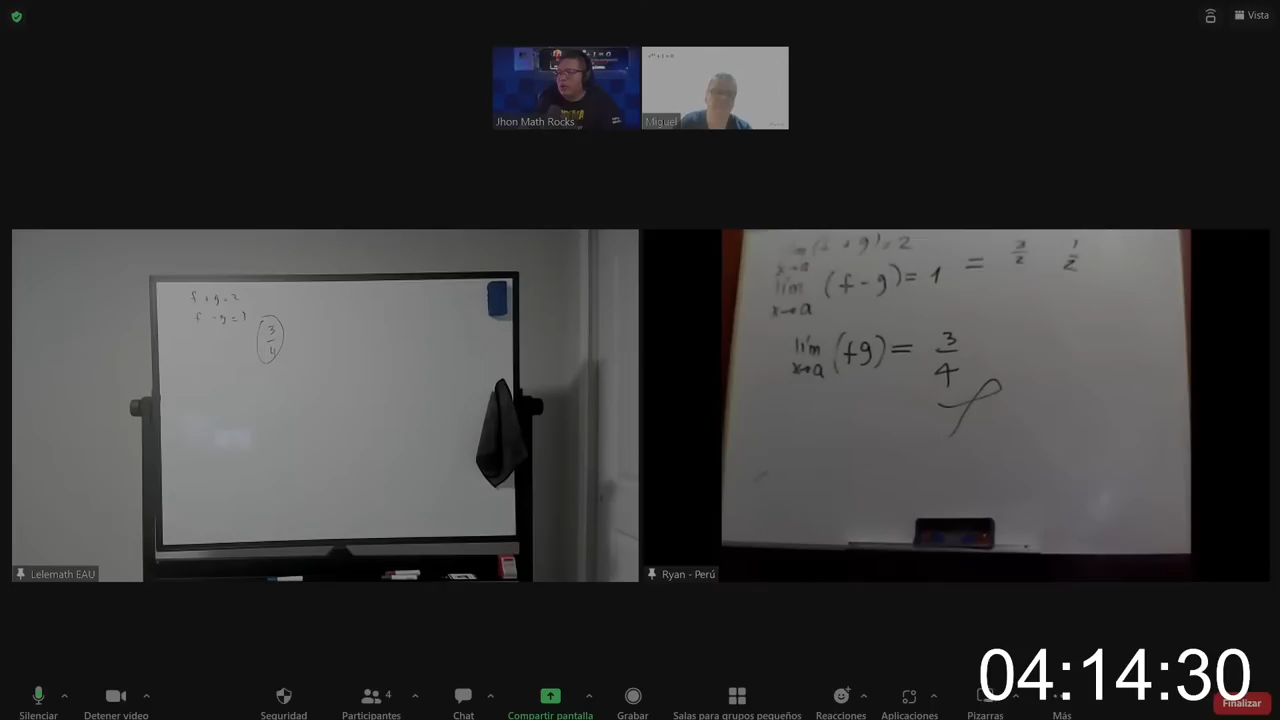 Vista
Jhon Math Rocks
Miguel
f + g = 2
f - g = 1
3/4
lim (f + g) = 2
x→a
lim (f - g) = 1 = 3/2 1/2
x→a
lim (fg) = 3/4
x→a
Lelemath EAU
Ryan - Perú
04:14:30
4
Silenciar
Detener video
Seguridad
Participantes
Chat
Compartir pantalla
Grabar
Salas para grupos pequeños
Reacciones
Aplicaciones
Pizarras
Más
Finalizar